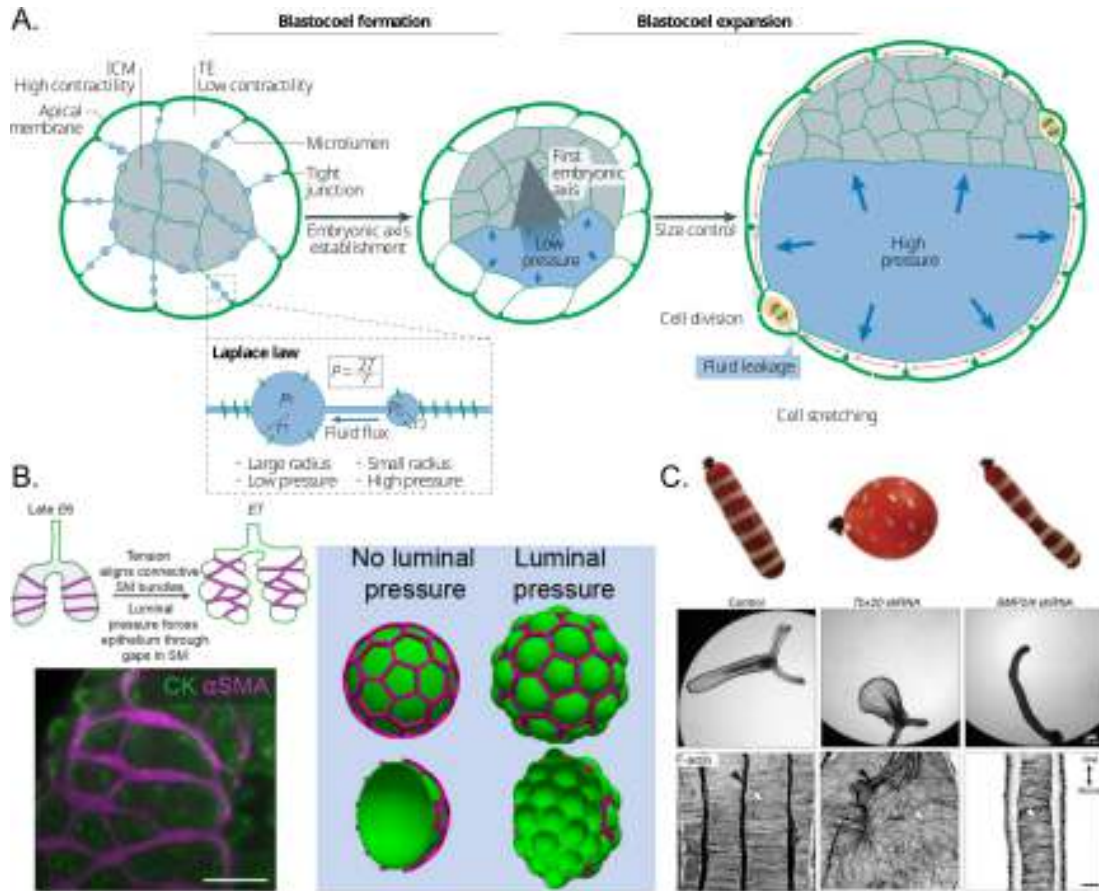 A.
Blastocoel formation
Blastocoel expansion
ICM
High contractility
TE
Low contractility
Apical
membrane
Microlumen
Tight
junction
Embryonic axis
establishment
First
embryonic
axis
Low
pressure
Size control
High
pressure
Cell division
Fluid leakage
Cell stretching
Laplace law
Fluid flux
- Large radius
- Low pressure
- Small radius
- High pressure
B
Late E6
E7
Tension
aligns connective
SM bundles
Luminal
pressure forces
epithelium through
gaps in SM
CK αSMA
No luminal
pressure
Luminal
pressure
C.
Control